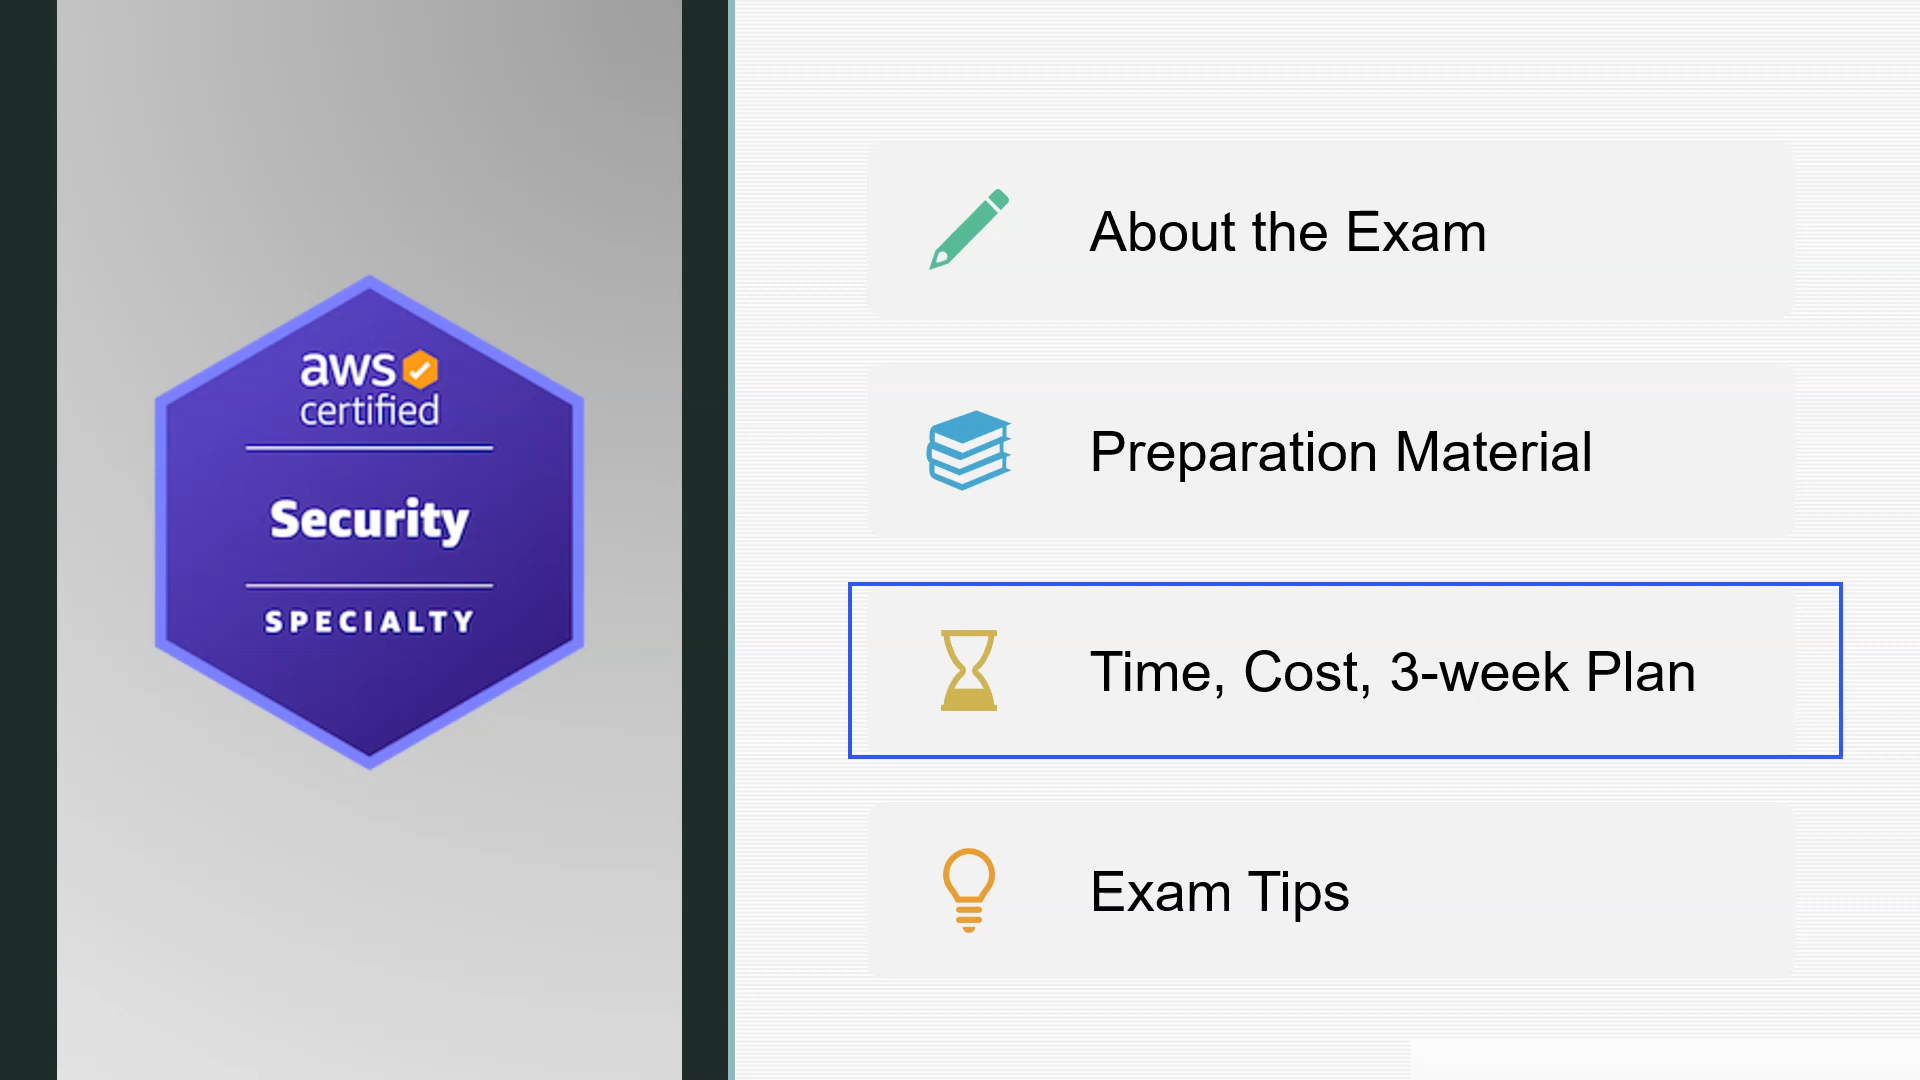 aws
certified
Security
SPECIALTY
About the Exam
Preparation Material
Time, Cost, 3-week Plan
Exam Tips